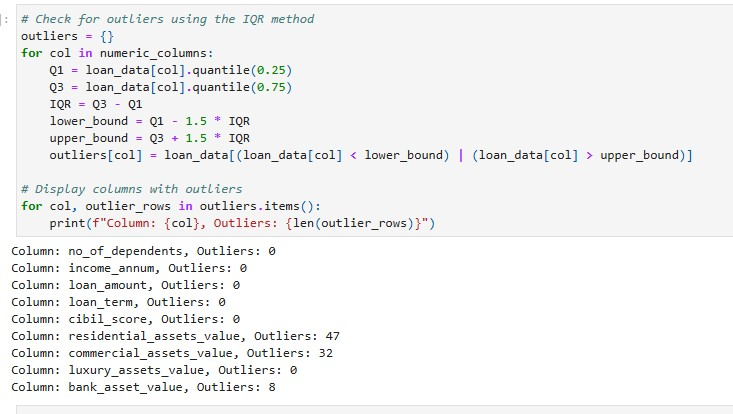 ]:
# Check for outliers using the IQR method
outliers = {}
for col in numeric_columns:
    Q1 = loan_data[col].quantile(0.25)
    Q3 = loan_data[col].quantile(0.75)
    IQR = Q3 - Q1
    lower_bound = Q1 - 1.5 * IQR
    upper_bound = Q3 + 1.5 * IQR
    outliers[col] = loan_data[(loan_data[col] < lower_bound) | (loan_data[col] > upper_bound)]

# Display columns with outliers
for col, outlier_rows in outliers.items():
    print(f"Column: {col}, Outliers: {len(outlier_rows)}")
Column: no_of_dependents, Outliers: 0
Column: income_annum, Outliers: 0
Column: loan_amount, Outliers: 0
Column: loan_term, Outliers: 0
Column: cibil_score, Outliers: 0
Column: residential_assets_value, Outliers: 47
Column: commercial_assets_value, Outliers: 32
Column: luxury_assets_value, Outliers: 0
Column: bank_asset_value, Outliers: 8